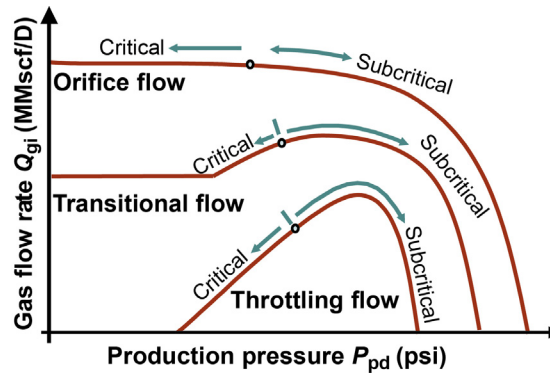 Gas flow rate Qgi (MMscf/D)
Critical
Subcritical
Orifice flow
Critical
Subcritical
Transitional flow
Critical
Subcritical
Throttling flow
Production pressure Ppd (psi)